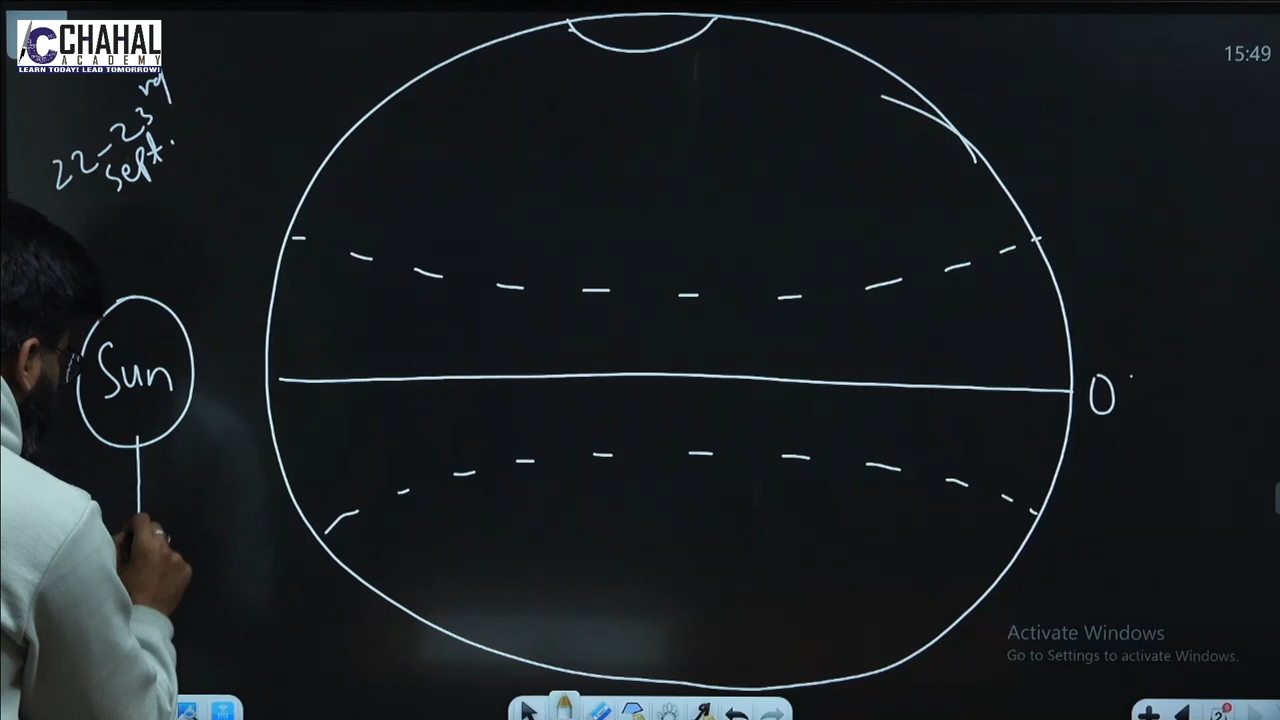 CHAHAL
ACADEMY
LEARN TODAY! LEAD TOMORROW!
15:49
22-23rd
Sept.
Sun
0
Activate Windows
Go to Settings to activate Windows.